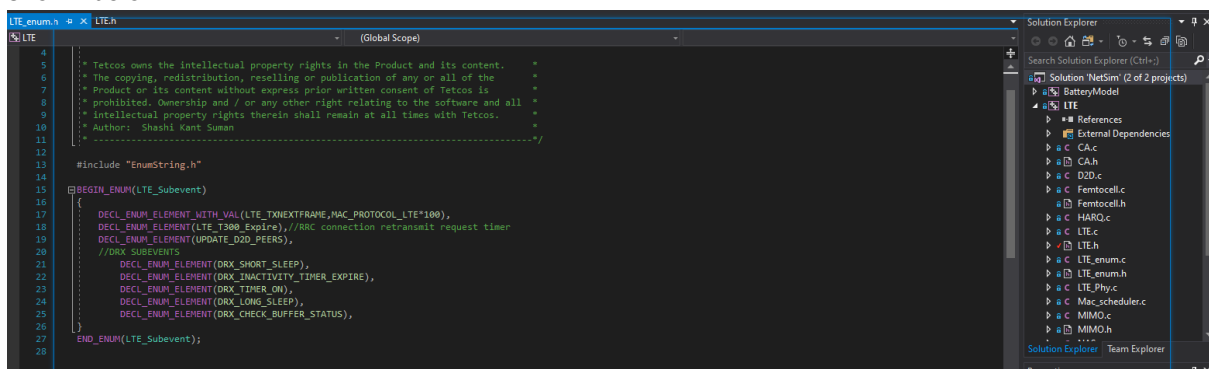 LTE_enum.h LTE.h
LTE (Global Scope)
4
5 * Tetcos owns the intellectual property rights in the Product and its content. *
6 * The copying, redistribution, reselling or publication of any or all of the *
7 * Product or its content without express prior written consent of Tetcos is *
8 * prohibited. Ownership and / or any other right relating to the software and all *
9 * intellectual property rights therein shall remain at all times with Tetcos. *
10 * Author: Shashi Kant Suman *
11 * ---------------------------------------------------------------------------------*/
12
13 #include "EnumString.h"
14
15 BEGIN_ENUM(LTE_Subevent)
16 {
17 DECL_ENUM_ELEMENT_WITH_VAL(LTE_TXNEXTFRAME,MAC_PROTOCOL_LTE*100),
18 DECL_ENUM_ELEMENT(LTE_T300_Expire),//RRC connection retransmit request timer
19 DECL_ENUM_ELEMENT(UPDATE_D2D_PEERS),
20 //DRX SUBEVENTS
21 DECL_ENUM_ELEMENT(DRX_SHORT_SLEEP),
22 DECL_ENUM_ELEMENT(DRX_INACTIVITY_TIMER_EXPIRE),
23 DECL_ENUM_ELEMENT(DRX_TIMER_ON),
24 DECL_ENUM_ELEMENT(DRX_LONG_SLEEP),
25 DECL_ENUM_ELEMENT(DRX_CHECK_BUFFER_STATUS),
26 }
27 END_ENUM(LTE_Subevent);
28
Solution Explorer
Search Solution Explorer (Ctrl+;)
Solution 'NetSim' (2 of 2 projects)
BatteryModel
LTE
References
External Dependencies
CA.c
CA.h
D2D.c
Femtocell.c
Femtocell.h
HARQ.c
LTE.c
LTE.h
LTE_enum.c
LTE_enum.h
LTE_Phy.c
Mac_scheduler.c
MIMO.c
MIMO.h
Solution Explorer Team Explorer